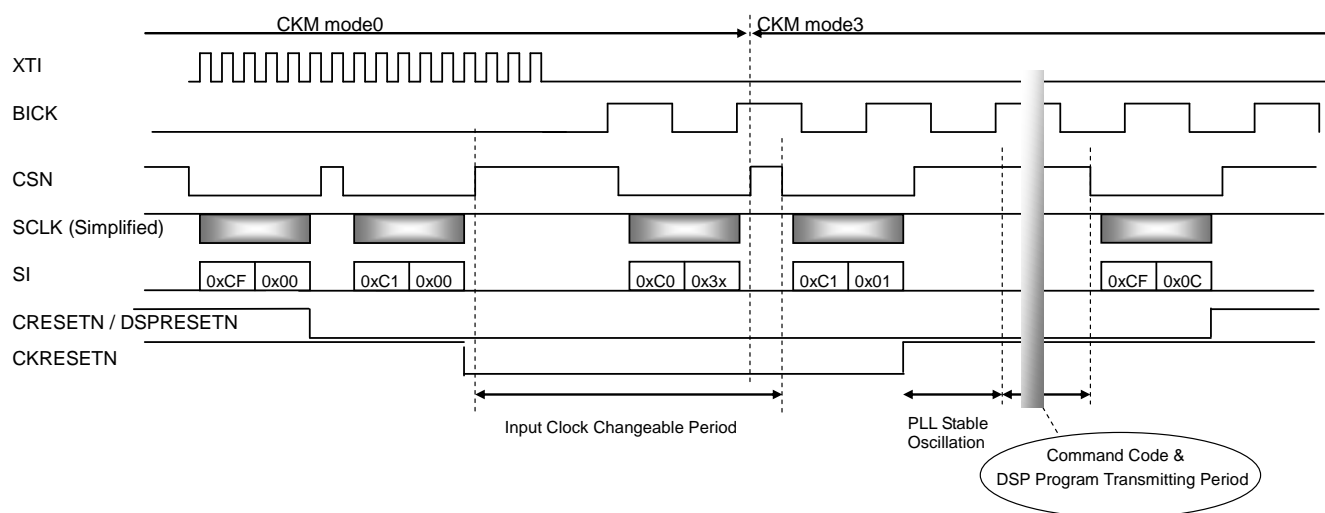 CKM mode0 CKM mode3
XTI
BICK
CSN
SCLK (Simplified)
SI 0xCF 0x00 0xC1 0x00 0xC0 0x3x 0xC1 0x01 0xCF 0x0C
CRESETN / DSPRESETN
CKRESETN
Input Clock Changeable Period
PLL Stable
Oscillation
Command Code &
DSP Program Transmitting Period